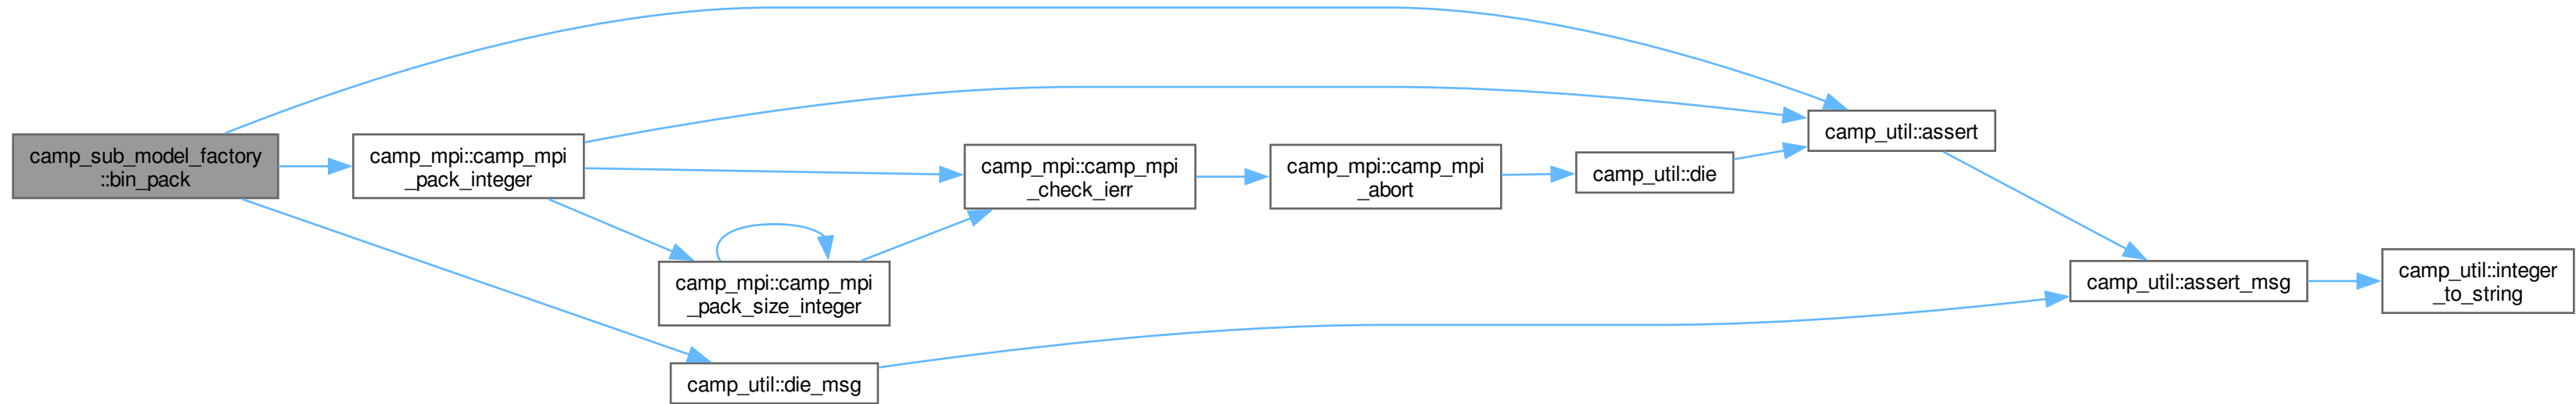 camp_sub_model_factory
::bin_pack
camp_mpi::camp_mpi
_pack_integer
camp_mpi::camp_mpi
_pack_size_integer
camp_util::die_msg
camp_mpi::camp_mpi
_check_ierr
camp_mpi::camp_mpi
_abort
camp_util::die
camp_util::assert
camp_util::assert_msg
camp_util::integer
_to_string